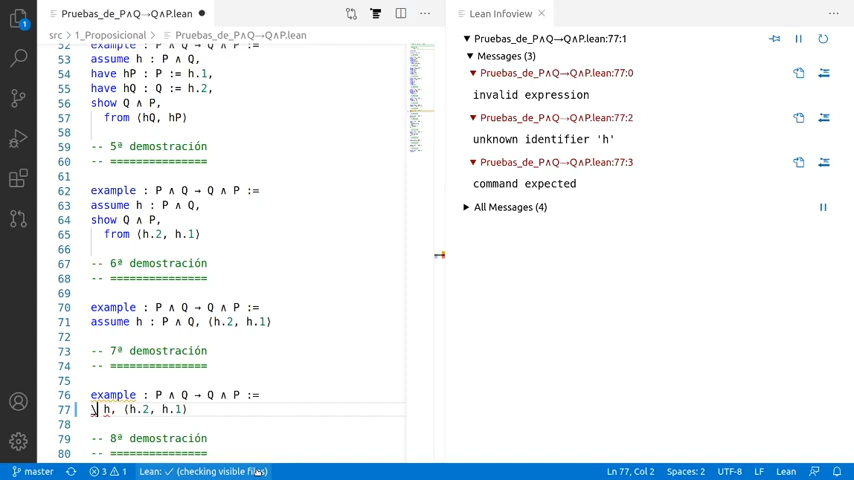 Pruebas_de_P∧Q→Q∧P.lean
src 1_Proposicional Pruebas_de_P∧Q→Q∧P.lean
52 example : P ∧ Q → Q ∧ P :=
53 assume h : P ∧ Q,
54 have hP : P := h.1,
55 have hQ : Q := h.2,
56 show Q ∧ P,
57 from ⟨hQ, hP⟩
58
59 -- 5ª demostración
60 -- ===============
61
62 example : P ∧ Q → Q ∧ P :=
63 assume h : P ∧ Q,
64 show Q ∧ P,
65 from ⟨h.2, h.1⟩
66
67 -- 6ª demostración
68 -- ===============
69
70 example : P ∧ Q → Q ∧ P :=
71 assume h : P ∧ Q, ⟨h.2, h.1⟩
72
73 -- 7ª demostración
74 -- ===============
75
76 example : P ∧ Q → Q ∧ P :=
77 \ h, ⟨h.2, h.1⟩
78
79 -- 8ª demostración
80 -- ===============
Lean Infoview
Pruebas_de_P∧Q→Q∧P.lean:77:1
Messages (3)
Pruebas_de_P∧Q→Q∧P.lean:77:0
invalid expression
Pruebas_de_P∧Q→Q∧P.lean:77:2
unknown identifier 'h'
Pruebas_de_P∧Q→Q∧P.lean:77:3
command expected
All Messages (4)
1
master 3 1 Lean: ✓ (checking visible files) Ln 77, Col 2 Spaces: 2 UTF-8 LF Lean